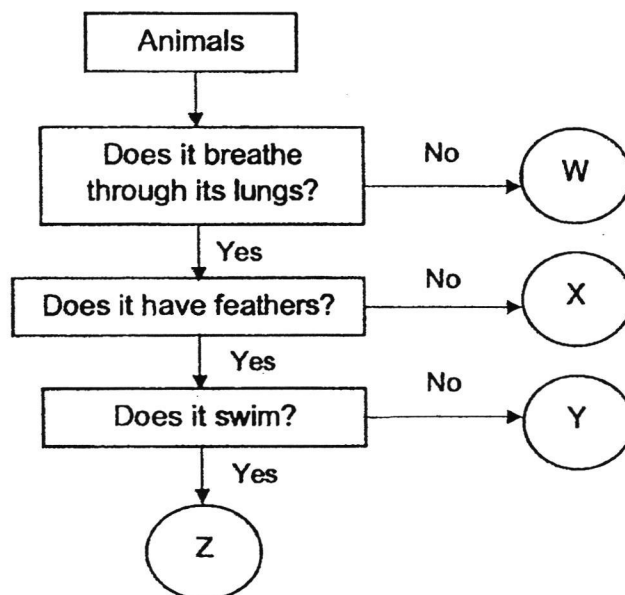 Animals
Does it breathe
through its lungs?
No
W
Yes
Does it have feathers?
No
X
Yes
Does it swim?
No
Y
Yes
Z